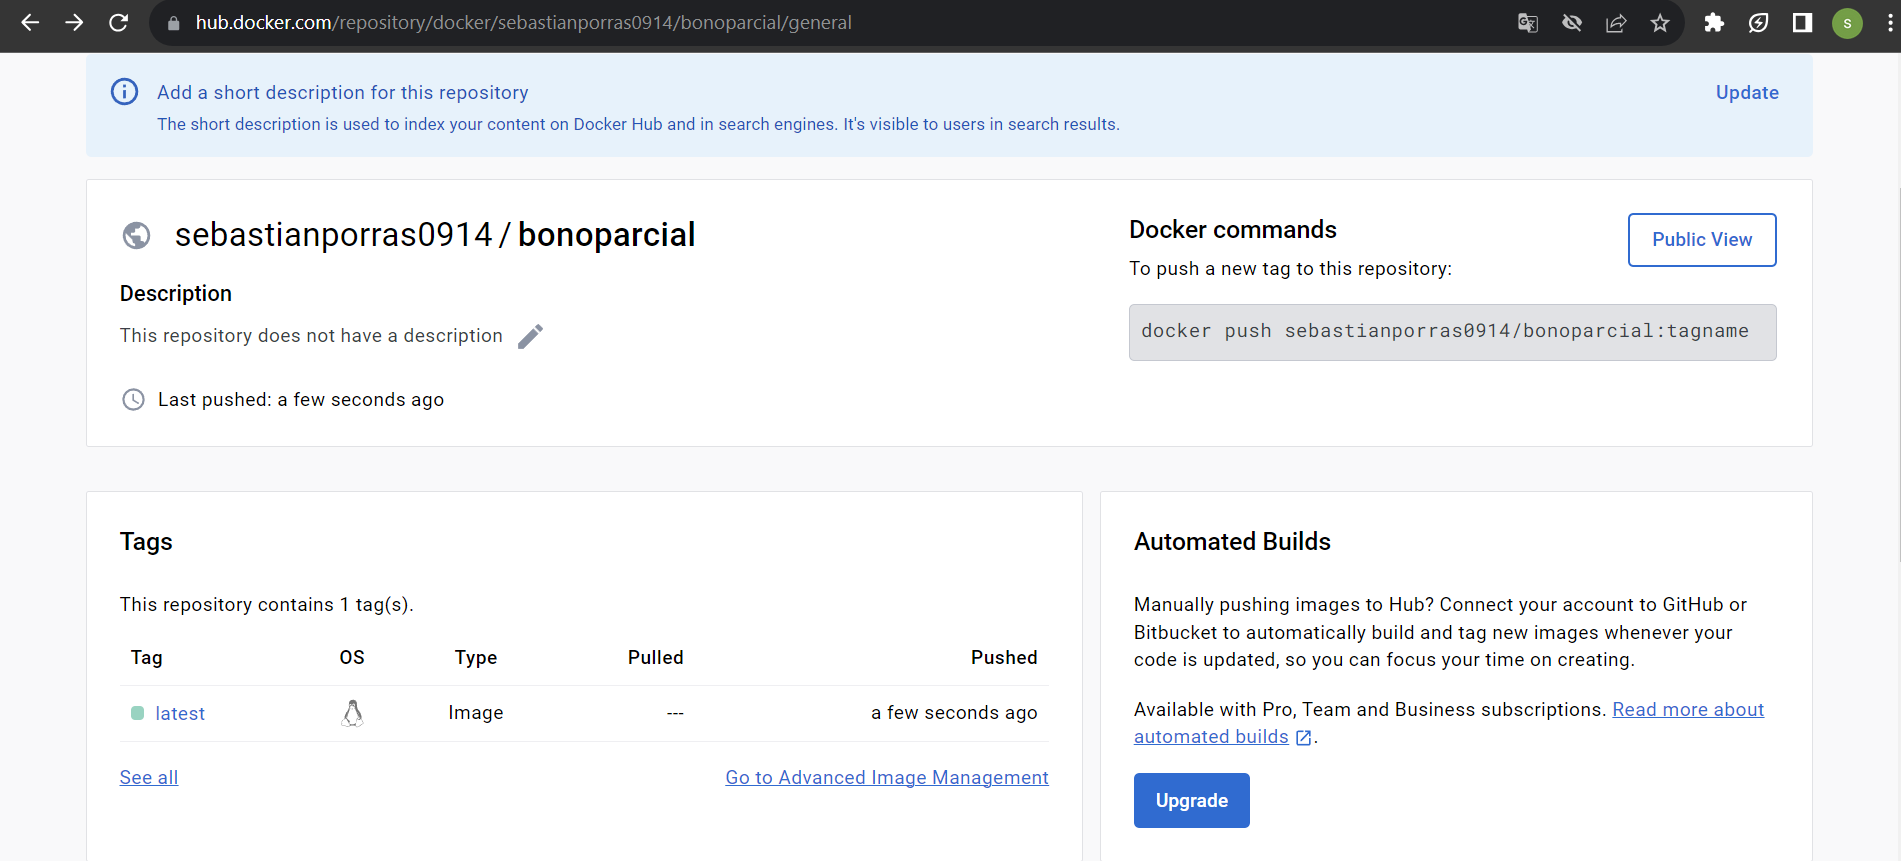 hub.docker.com/repository/docker/sebastianporras0914/bonoparcial/general
S
Add a short description for this repository
Update
The short description is used to index your content on Docker Hub and in search engines. It's visible to users in search results.
sebastianporras0914 / bonoparcial
Description
This repository does not have a description
Last pushed: a few seconds ago
Docker commands
Public View
To push a new tag to this repository:
docker push sebastianporras0914/bonoparcial:tagname
Tags
This repository contains 1 tag(s).
Tag OS Type Pulled Pushed
latest Image --- a few seconds ago
See all
Go to Advanced Image Management
Automated Builds
Manually pushing images to Hub? Connect your account to GitHub or
Bitbucket to automatically build and tag new images whenever your
code is updated, so you can focus your time on creating.
Available with Pro, Team and Business subscriptions. Read more about
automated builds .
Upgrade